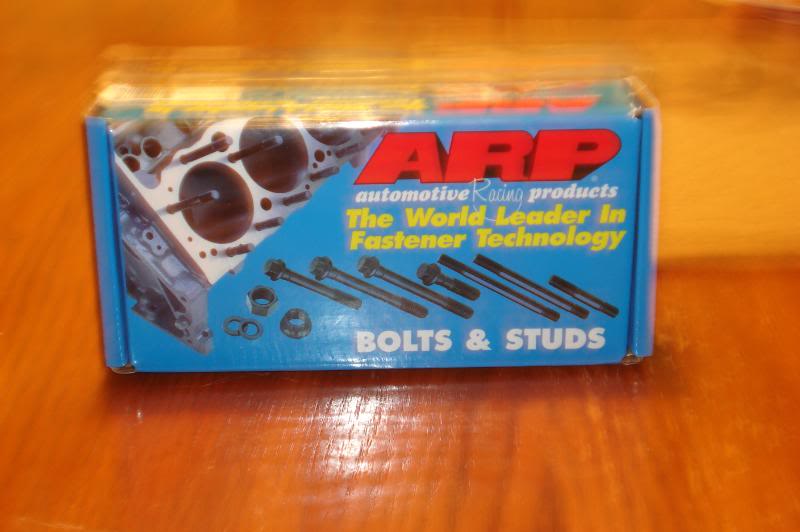 ARP
automotive Racing products
The World Leader In
Fastener Technology
BOLTS & STUDS